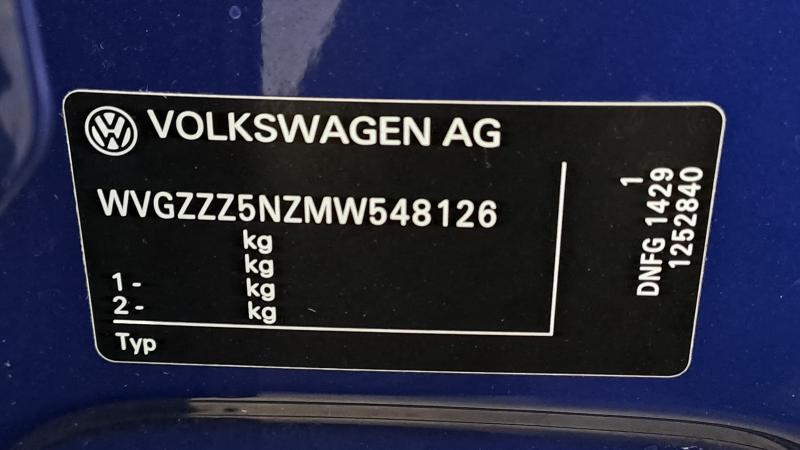 VOLKSWAGEN AG
WVGZZZ5NZMW548126
kg
kg
1- kg
2- kg
Typ
1
DNFG 1429
1252840